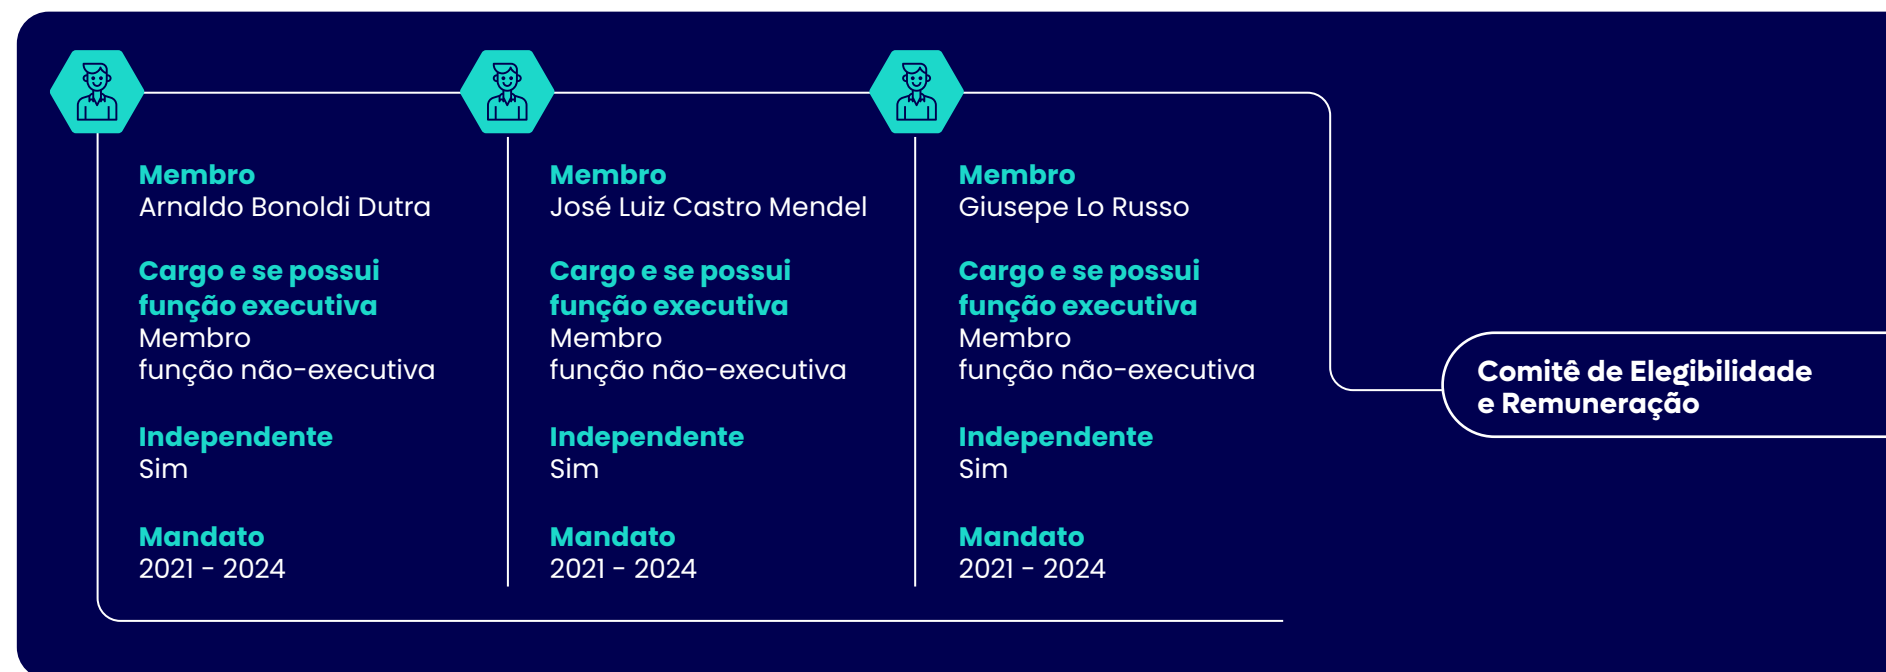 Membro
Arnaldo Bonoldi Dutra
Cargo e se possui
função executiva
Membro
função não-executiva
Independente
Sim
Mandato
2021 - 2024
Membro
José Luiz Castro Mendel
Cargo e se possui
função executiva
Membro
função não-executiva
Independente
Sim
Mandato
2021 - 2024
Membro
Giusepe Lo Russo
Cargo e se possui
função executiva
Membro
função não-executiva
Independente
Sim
Mandato
2021 - 2024
Comitê de Elegibilidade
e Remuneração